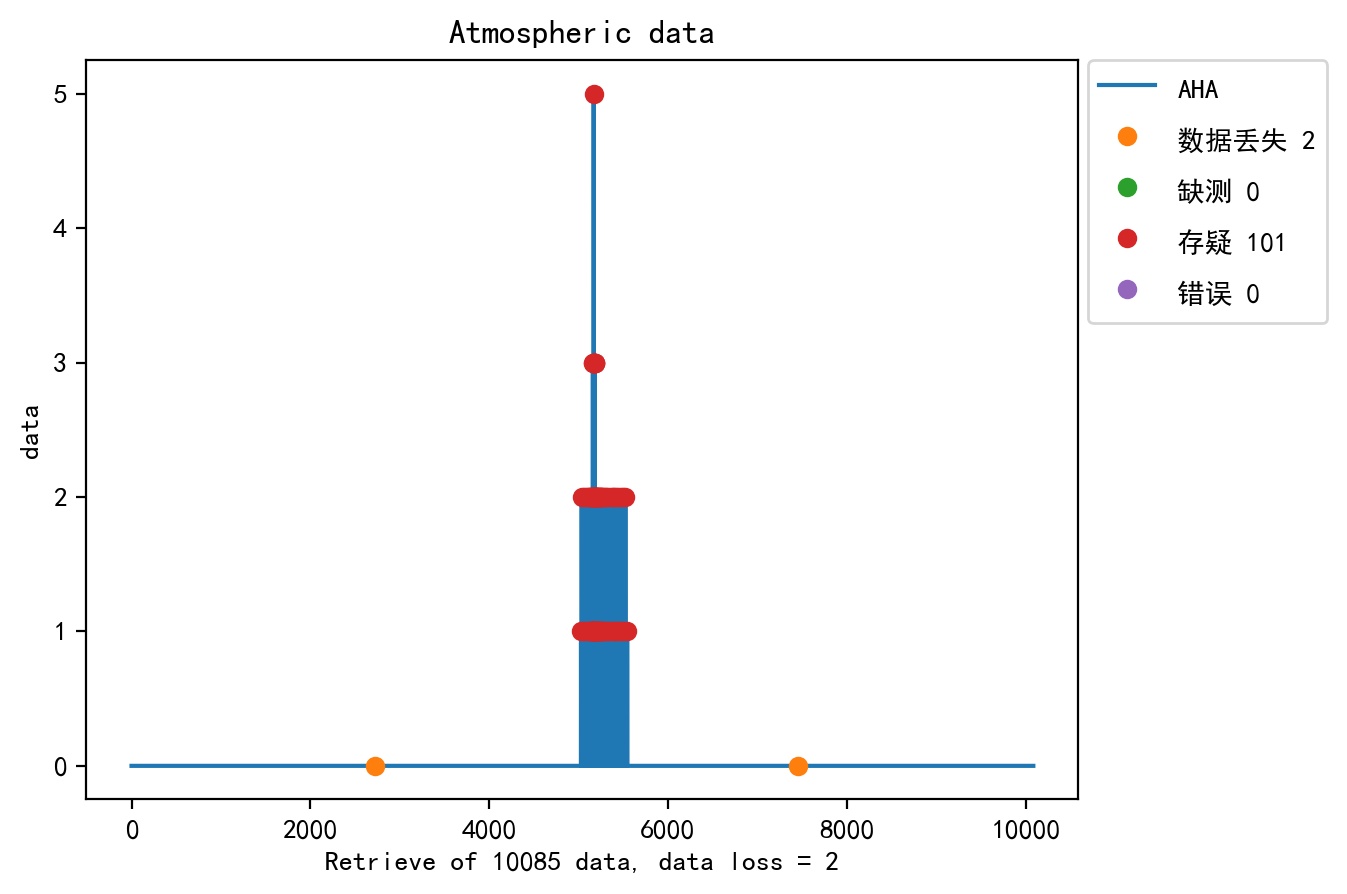 Atmospheric data
AHA
数据丢失 2
缺测 0
存疑 101
错误 0
data
5
4
3
2
1
0
0 2000 4000 6000 8000 10000
Retrieve of 10085 data, data loss = 2